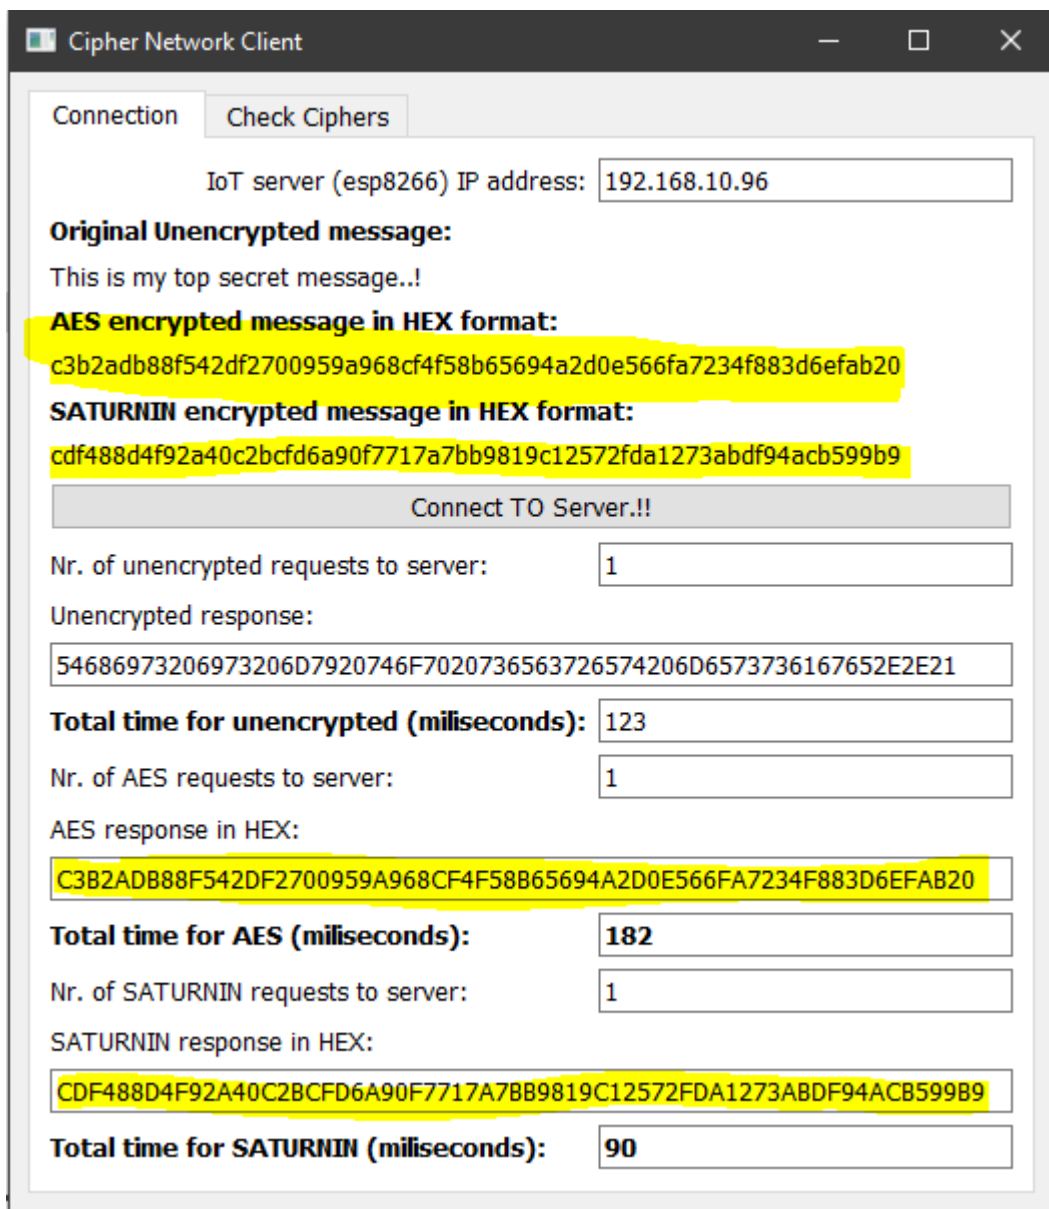 Cipher Network Client
Connection Check Ciphers
IoT server (esp8266) IP address: 192.168.10.96
Original Unencrypted message:
This is my top secret message..!
AES encrypted message in HEX format:
c3b2adb88f542df2700959a968cf4f58b65694a2d0e566fa7234f883d6efab20
SATURNIN encrypted message in HEX format:
cdf488d4f92a40c2bcfd6a90f7717a7bb9819c12572fda1273abdf94acb599b9
Connect TO Server.!!
Nr. of unencrypted requests to server: 1
Unencrypted response:
54686973206973206D7920746F7020736563726574206D6573736167652E2E21
Total time for unencrypted (miliseconds): 123
Nr. of AES requests to server: 1
AES response in HEX:
C3B2ADB88F542DF2700959A968CF4F58B65694A2D0E566FA7234F883D6EFAB20
Total time for AES (miliseconds): 182
Nr. of SATURNIN requests to server: 1
SATURNIN response in HEX:
CDF488D4F92A40C2BCFD6A90F7717A7BB9819C12572FDA1273ABDF94ACB599B9
Total time for SATURNIN (miliseconds): 90